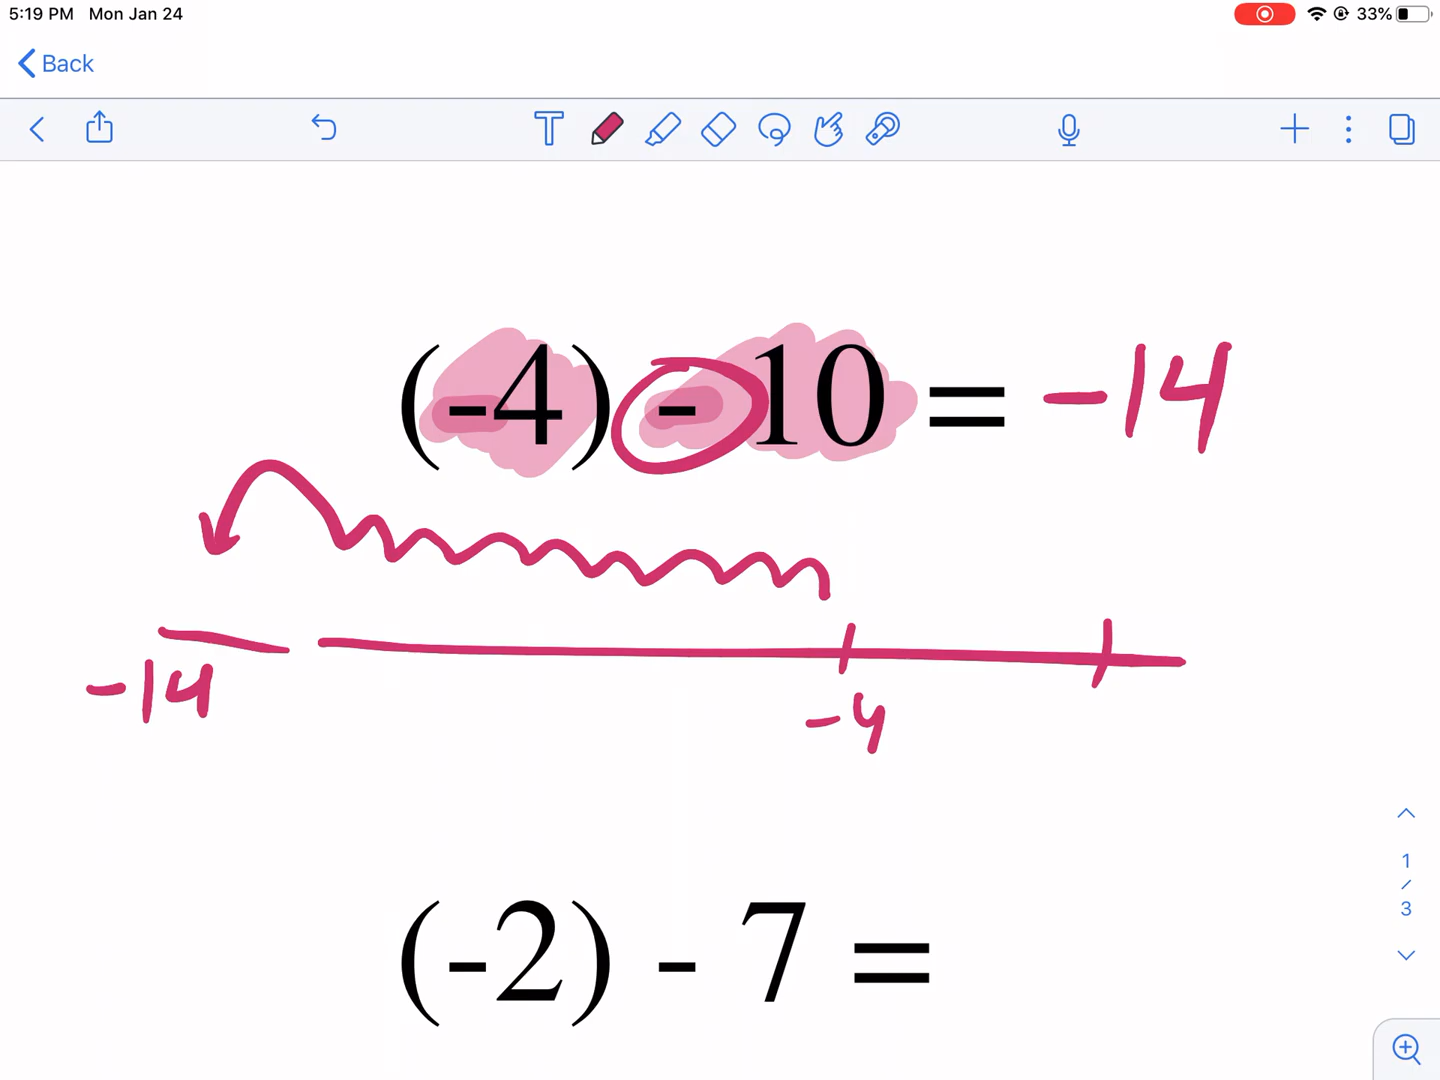 5:19 PM Mon Jan 24
33%
Back
T
(-4) - 10 = -14
-14
-4
1
/
3
(-2) - 7 =